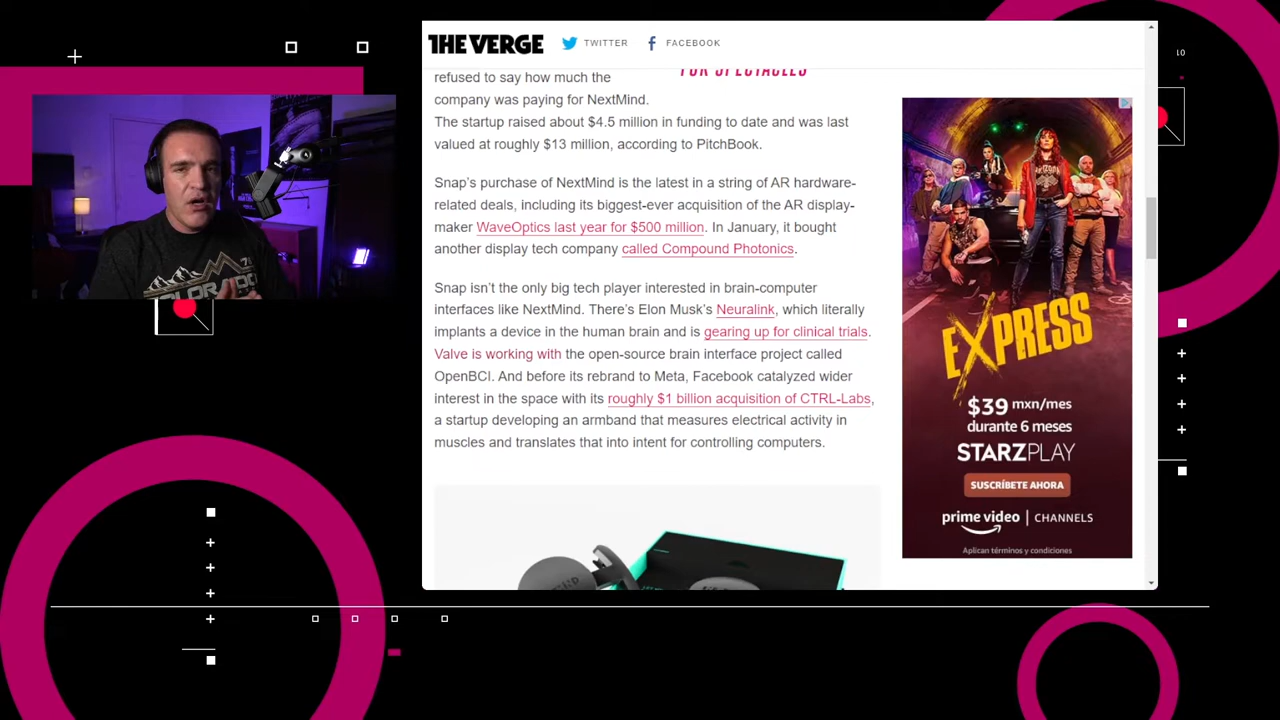 THE VERGE
TWITTER
FACEBOOK
FOR SPECTACLES
refused to say how much the
company was paying for NextMind.
The startup raised about $4.5 million in funding to date and was last
valued at roughly $13 million, according to PitchBook.
Snap’s purchase of NextMind is the latest in a string of AR hardware-
related deals, including its biggest-ever acquisition of the AR display-
maker WaveOptics last year for $500 million. In January, it bought
another display tech company called Compound Photonics.
Snap isn’t the only big tech player interested in brain-computer
interfaces like NextMind. There’s Elon Musk’s Neuralink, which literally
implants a device in the human brain and is gearing up for clinical trials.
Valve is working with the open-source brain interface project called
OpenBCI. And before its rebrand to Meta, Facebook catalyzed wider
interest in the space with its roughly $1 billion acquisition of CTRL-Labs,
a startup developing an armband that measures electrical activity in
muscles and translates that into intent for controlling computers.
EXPRESS
$39 mxn/mes
durante 6 meses
STARZPLAY
SUSCRÍBETE AHORA
prime video | CHANNELS
Aplican términos y condiciones
10